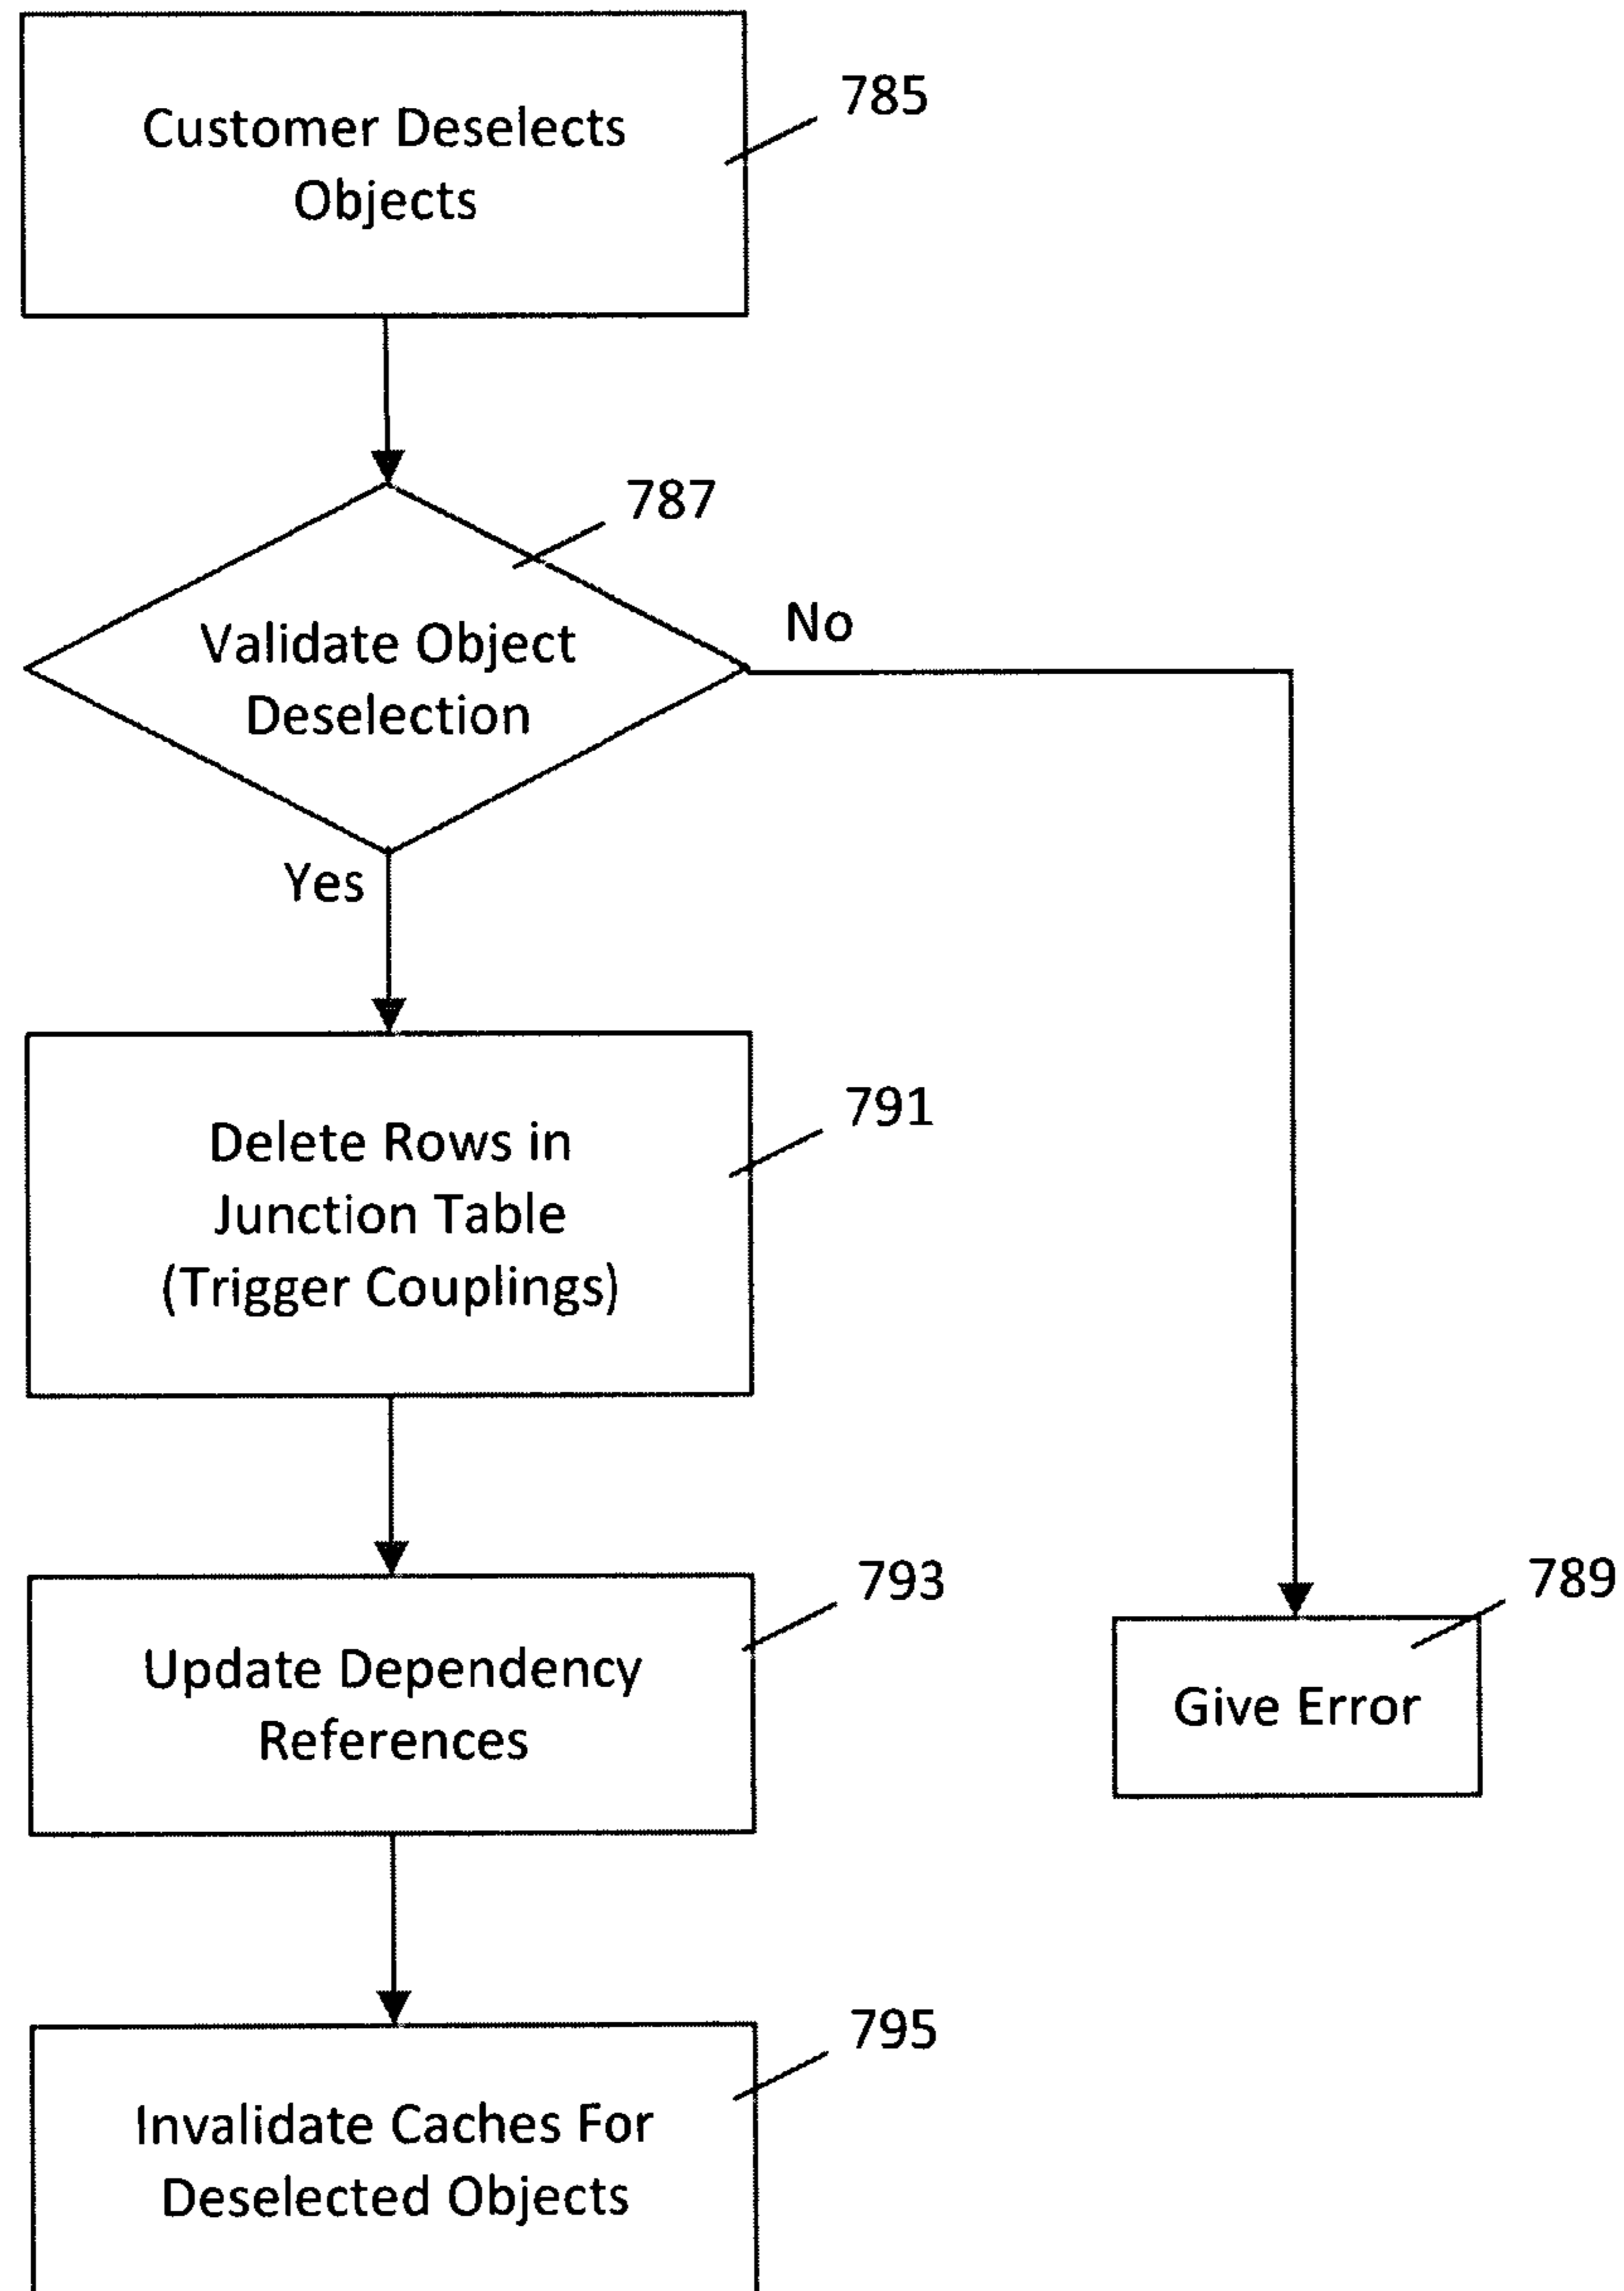 Customer Deselects
Objects
785
787
Validate Object
Deselection
No
Yes
Delete Rows in
Junction Table
(Trigger Couplings)
791
Update Dependency
References
793
Give Error
789
Invalidate Caches For
Deselected Objects
795